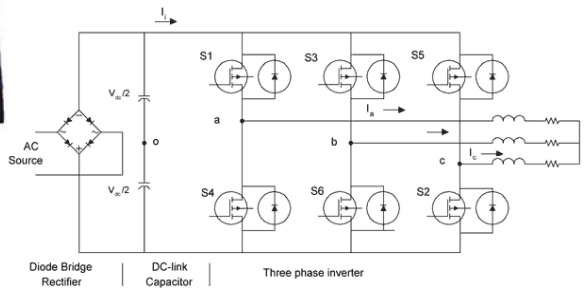 I_i
S1
S3
S5
V_dc/2
a
I_a
o
b
AC
Source
c
I_c
V_dc/2
S4
S6
S2
Diode Bridge
Rectifier
DC-link
Capacitor
Three phase inverter